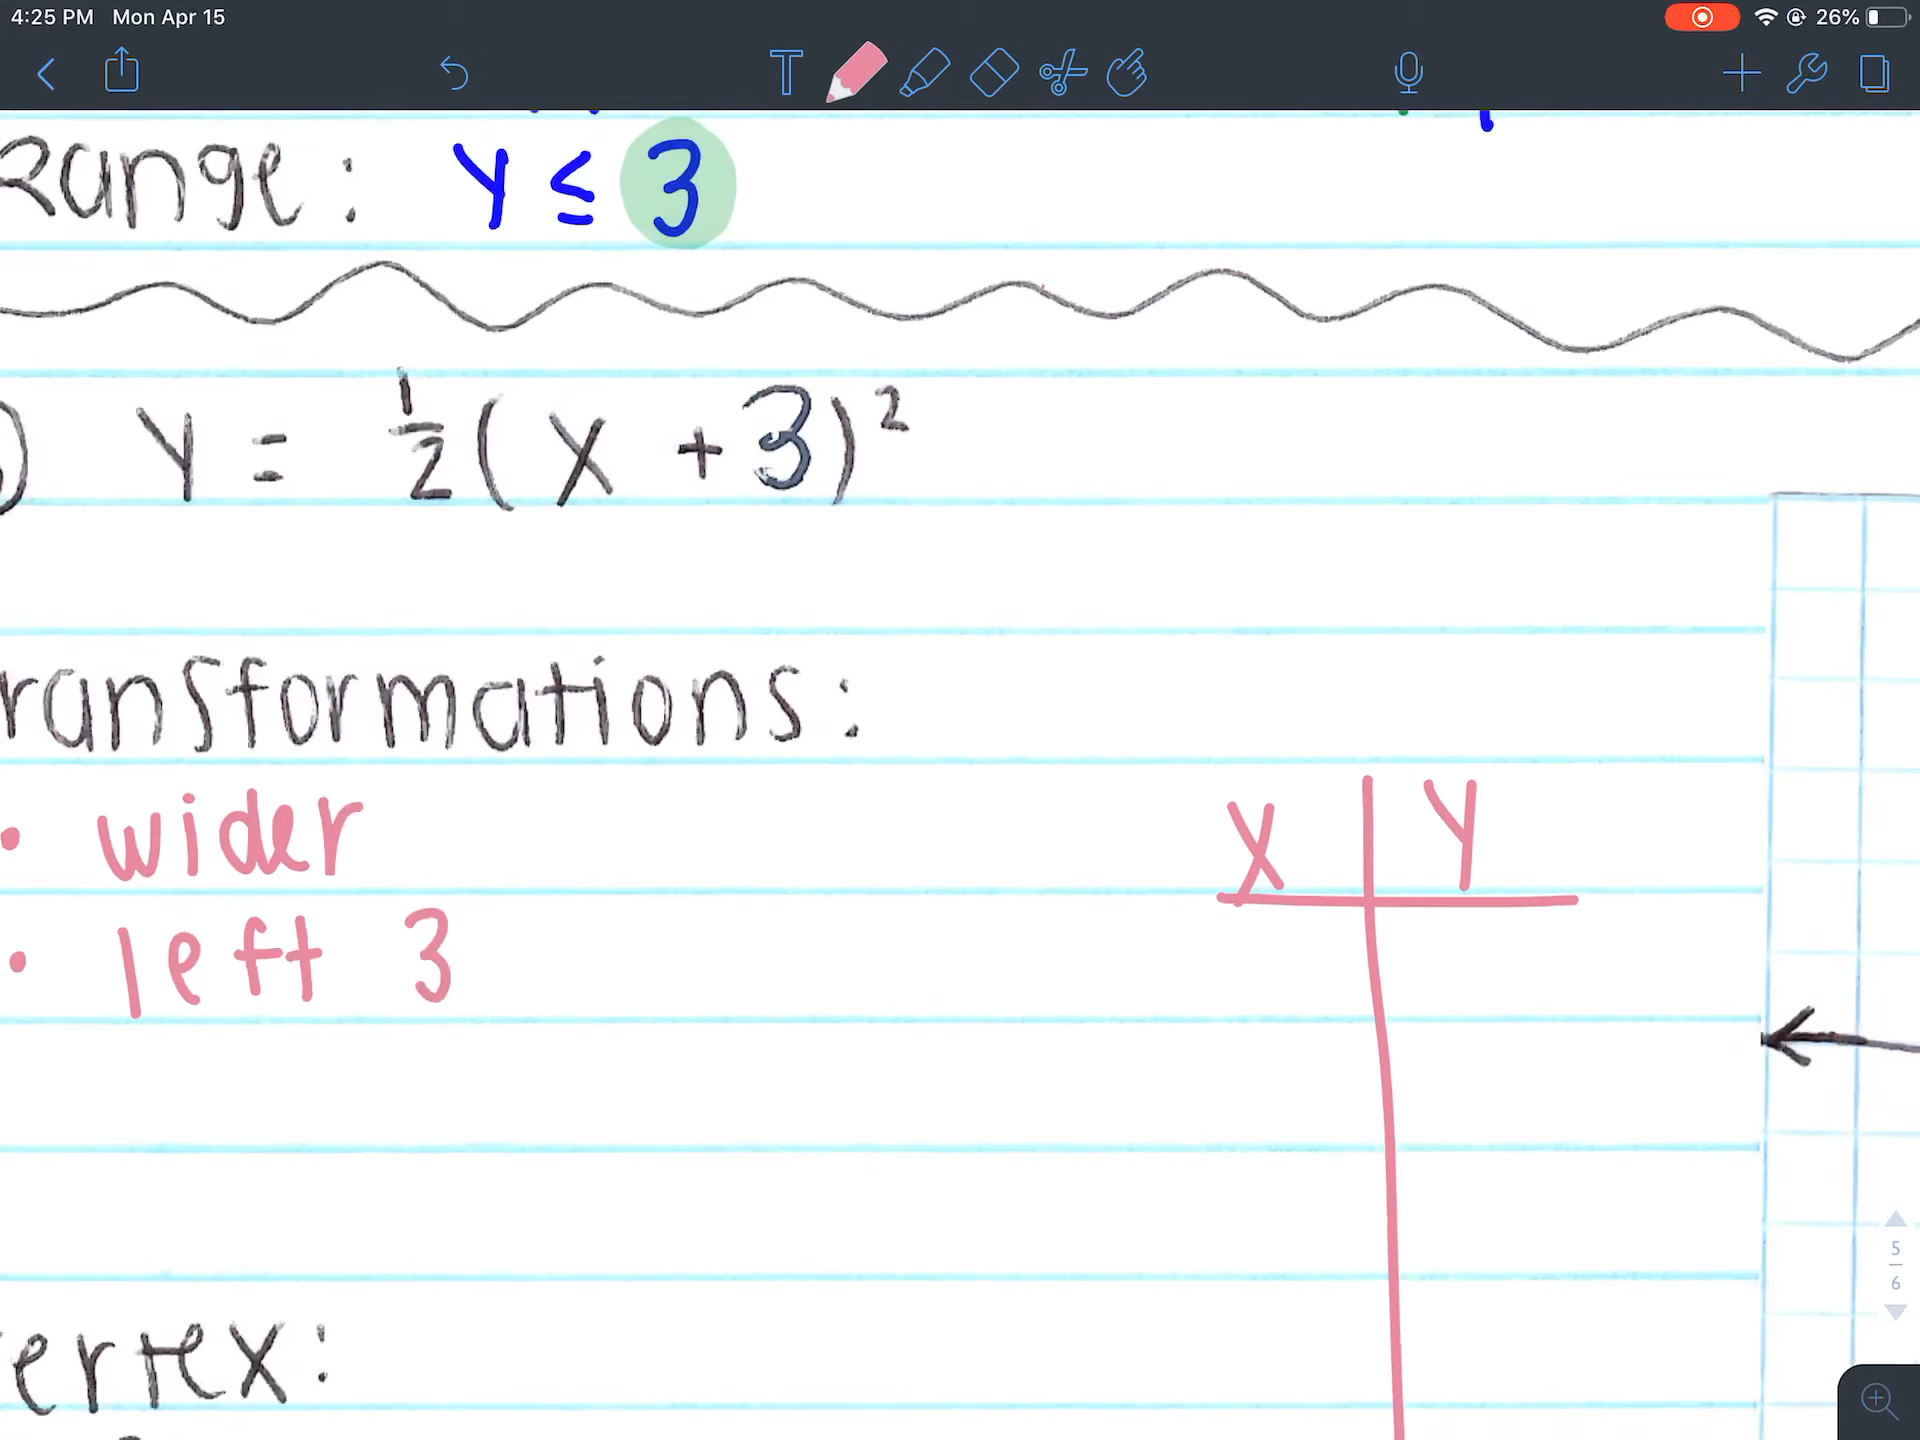 4:25 PM Mon Apr 15
26%
T
Range: Y ≤ 3
Y = 1/2 (X + 3)²
ransformations:
• wider
• left 3
X Y
5
6
ertex: